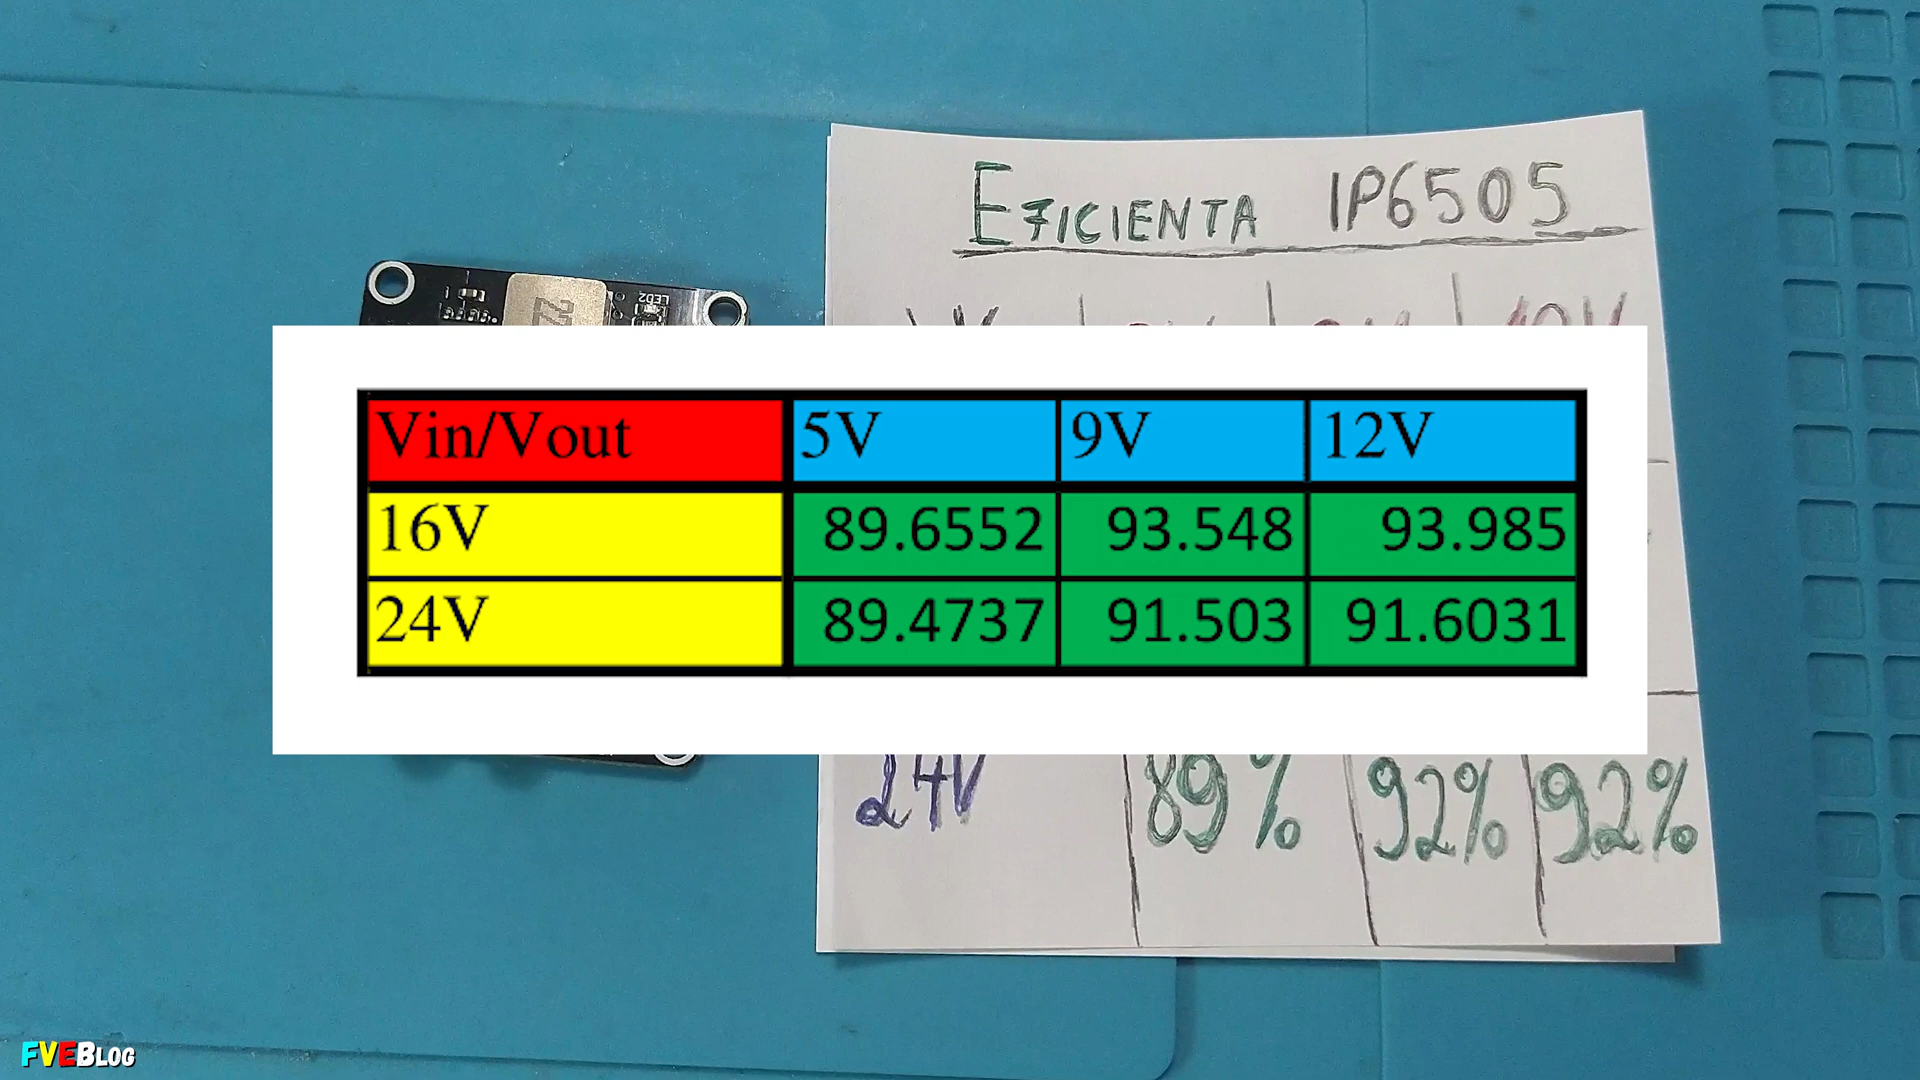 EFICIENTA IP6505
LED2
Vin/Vout 5V 9V 12V
16V 89.6552 93.548 93.985
24V 89.4737 91.503 91.6031
24V 89% 92% 92%
FVEBLOG